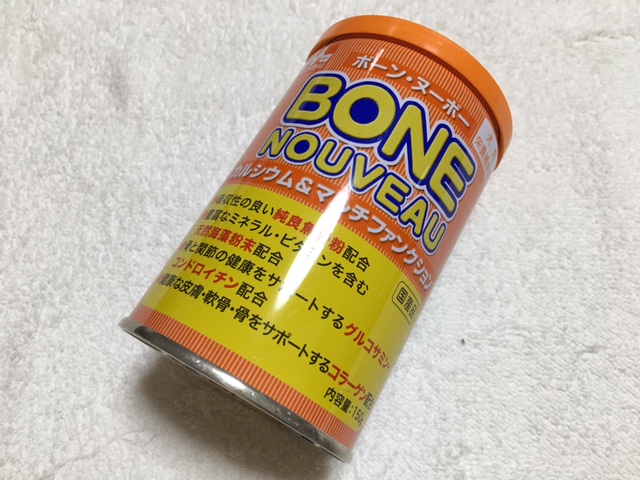 ボーン・ヌーボー
BONE
NOUVEAU
カルシウム&マルチファンクション
吸収性の良い純良魚骨粉配合
豊富なミネラル・ビタミンを含む
天然海藻粉末配合
骨と関節の健康をサポートするグルコサミン・
コンドロイチン配合
健康な皮膚・軟骨・骨をサポートするコラーゲン配合
国産品
内容量:150